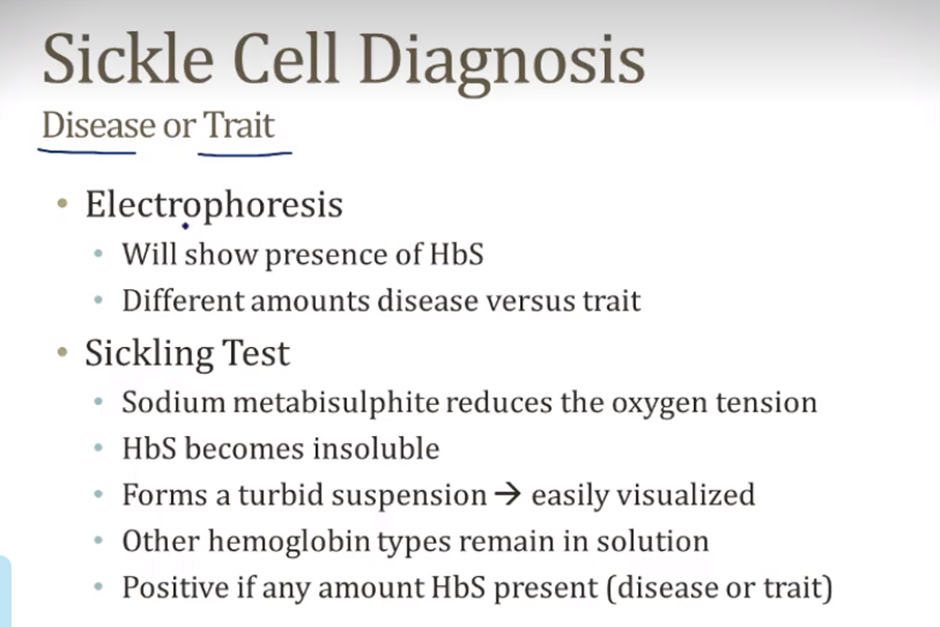 Sickle Cell Diagnosis
Disease or Trait
• Electrophoresis
• Will show presence of HbS
• Different amounts disease versus trait
• Sickling Test
• Sodium metabisulphite reduces the oxygen tension
• HbS becomes insoluble
• Forms a turbid suspension → easily visualized
• Other hemoglobin types remain in solution
• Positive if any amount HbS present (disease or trait)